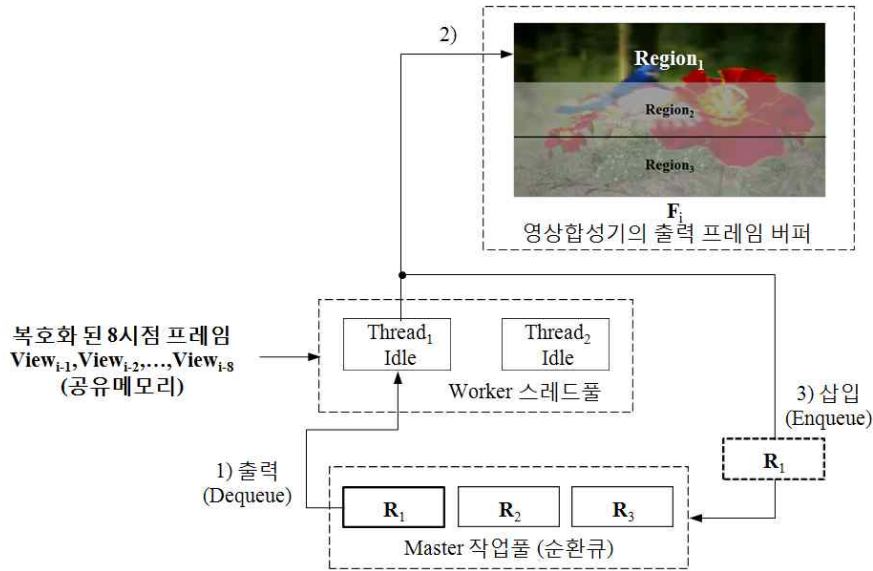 2)
Region₁
Region₂
Region₃
Fᵢ
영상합성기의 출력 프레임 버퍼
복호화 된 8시점 프레임
Viewᵢ₋₁,Viewᵢ₋₂,…,Viewᵢ₋₈
(공유메모리)
Thread₁
Idle
Thread₂
Idle
Worker 스레드풀
3) 삽입
(Enqueue)
R₁
1) 출력
(Dequeue)
R₁
R₂
R₃
Master 작업풀 (순환큐)